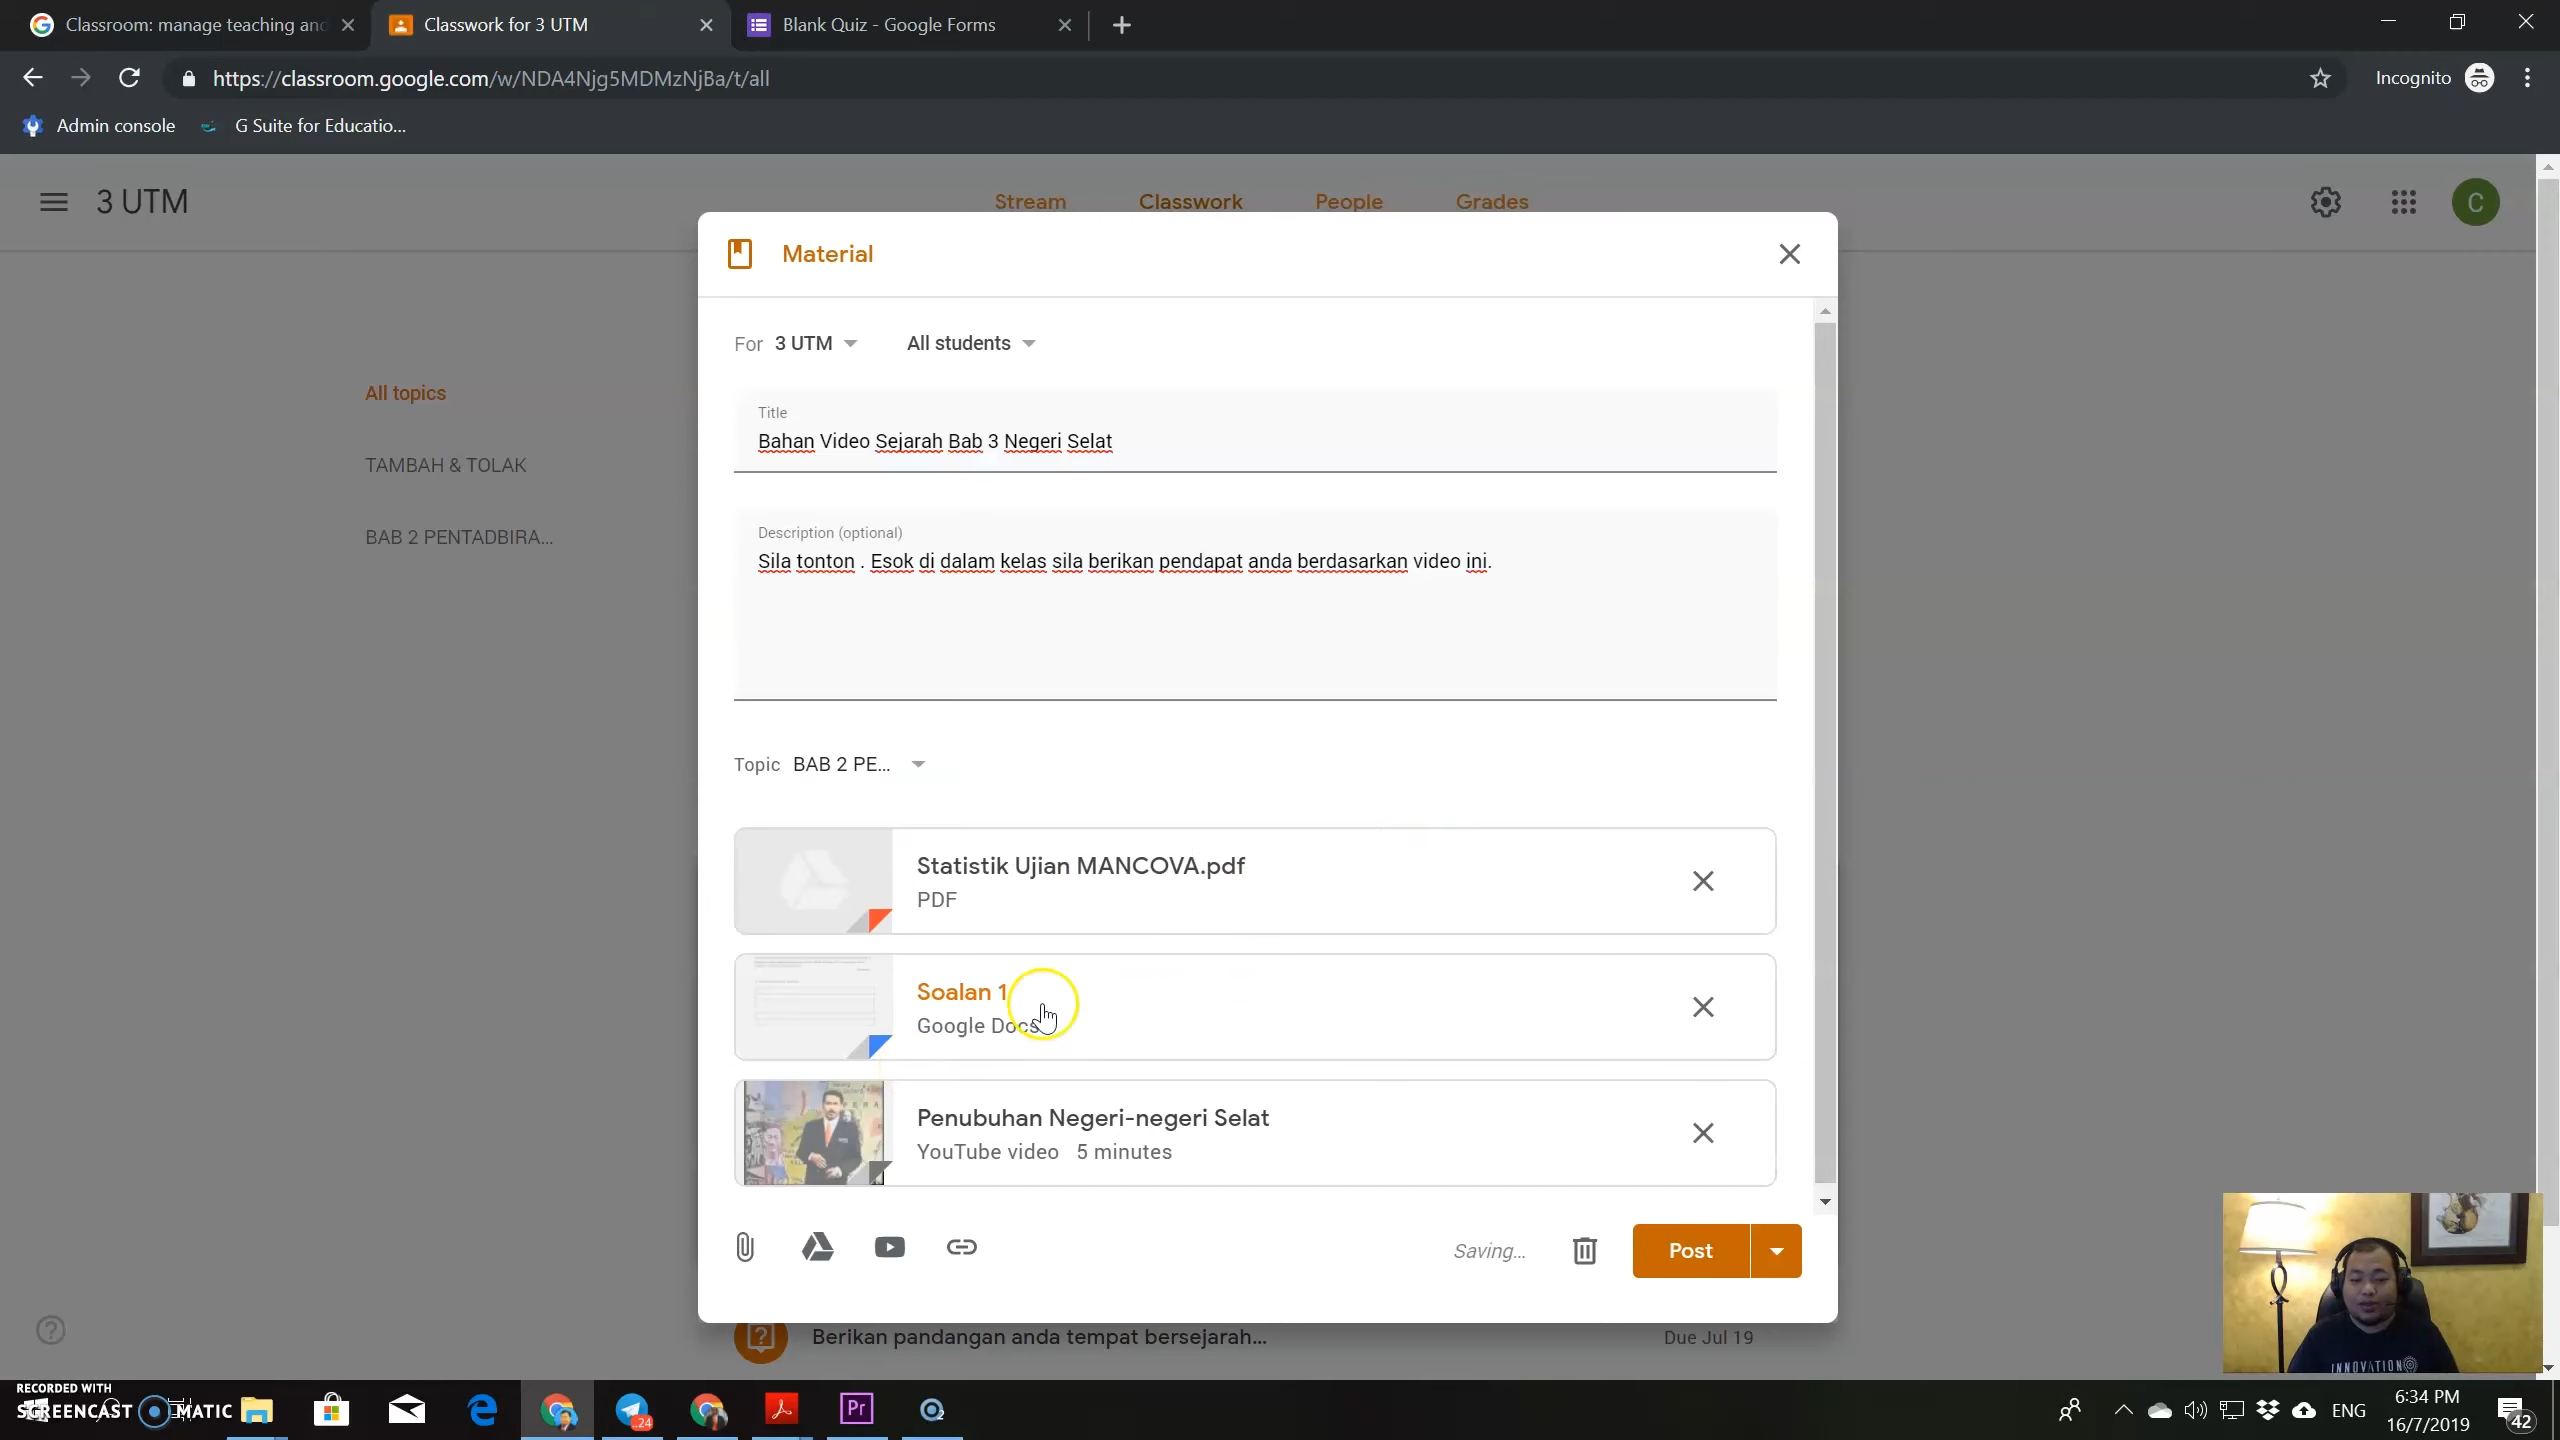 Classroom: manage teaching and
Classwork for 3 UTM
Blank Quiz - Google Forms
https://classroom.google.com/w/NDA4Njg5MDMzNjBa/t/all
Incognito
Admin console
G Suite for Educatio...
3 UTM
Stream
Classwork
People
Grades
C
Material
For 3 UTM
All students
All topics
Title
Bahan Video Sejarah Bab 3 Negeri Selat
TAMBAH & TOLAK
Description (optional)
BAB 2 PENTADBIRA...
Sila tonton . Esok di dalam kelas sila berikan pendapat anda berdasarkan video ini.
Topic BAB 2 PE...
Statistik Ujian MANCOVA.pdf
PDF
Soalan 1
Google Docs
Penubuhan Negeri-negeri Selat
YouTube video 5 minutes
Saving...
Post
Berikan pandangan anda tempat bersejarah...
Due Jul 19
INNOVATION
RECORDED WITH
SCREENCAST MATIC
24
Pr
ENG
6:34 PM
16/7/2019
42